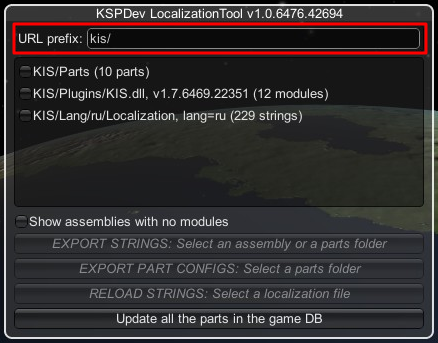 KSPDev LocalizationTool v1.0.6476.42694
URL prefix: kis/
KIS/Parts (10 parts)
KIS/Plugins/KIS.dll, v1.7.6469.22351 (12 modules)
KIS/Lang/ru/Localization, lang=ru (229 strings)
Show assemblies with no modules
EXPORT STRINGS: Select an assembly or a parts folder
EXPORT PART CONFIGS: Select a parts folder
RELOAD STRINGS: Select a localization file
Update all the parts in the game DB